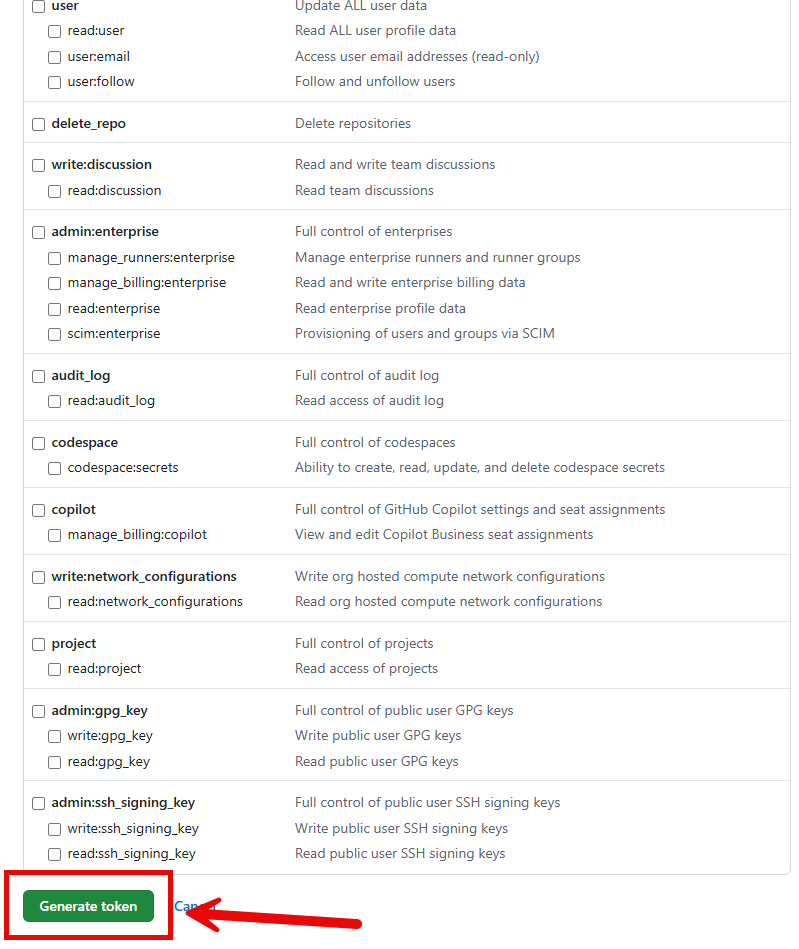 user Update ALL user data
read:user Read ALL user profile data
user:email Access user email addresses (read-only)
user:follow Follow and unfollow users
delete_repo Delete repositories
write:discussion Read and write team discussions
read:discussion Read team discussions
admin:enterprise Full control of enterprises
manage_runners:enterprise Manage enterprise runners and runner groups
manage_billing:enterprise Read and write enterprise billing data
read:enterprise Read enterprise profile data
scim:enterprise Provisioning of users and groups via SCIM
audit_log Full control of audit log
read:audit_log Read access of audit log
codespace Full control of codespaces
codespace:secrets Ability to create, read, update, and delete codespace secrets
copilot Full control of GitHub Copilot settings and seat assignments
manage_billing:copilot View and edit Copilot Business seat assignments
write:network_configurations Write org hosted compute network configurations
read:network_configurations Read org hosted compute network configurations
project Full control of projects
read:project Read access of projects
admin:gpg_key Full control of public user GPG keys
write:gpg_key Write public user GPG keys
read:gpg_key Read public user GPG keys
admin:ssh_signing_key Full control of public user SSH signing keys
write:ssh_signing_key Write public user SSH signing keys
read:ssh_signing_key Read public user SSH signing keys
Generate token Cancel